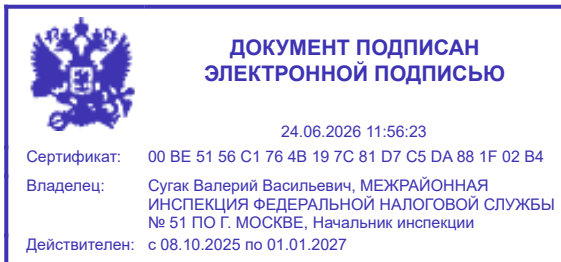 ДОКУМЕНТ ПОДПИСАН
ЭЛЕКТРОННОЙ ПОДПИСЬЮ
24.06.2026 11:56:23
Сертификат: 00 BE 51 56 C1 76 4B 19 7C 81 D7 C5 DA 88 1F 02 B4
Владелец: Сугак Валерий Васильевич, МЕЖРАЙОННАЯ
ИНСПЕКЦИЯ ФЕДЕРАЛЬНОЙ НАЛОГОВОЙ СЛУЖБЫ
№ 51 ПО Г. МОСКВЕ, Начальник инспекции
Действителен: с 08.10.2025 по 01.01.2027